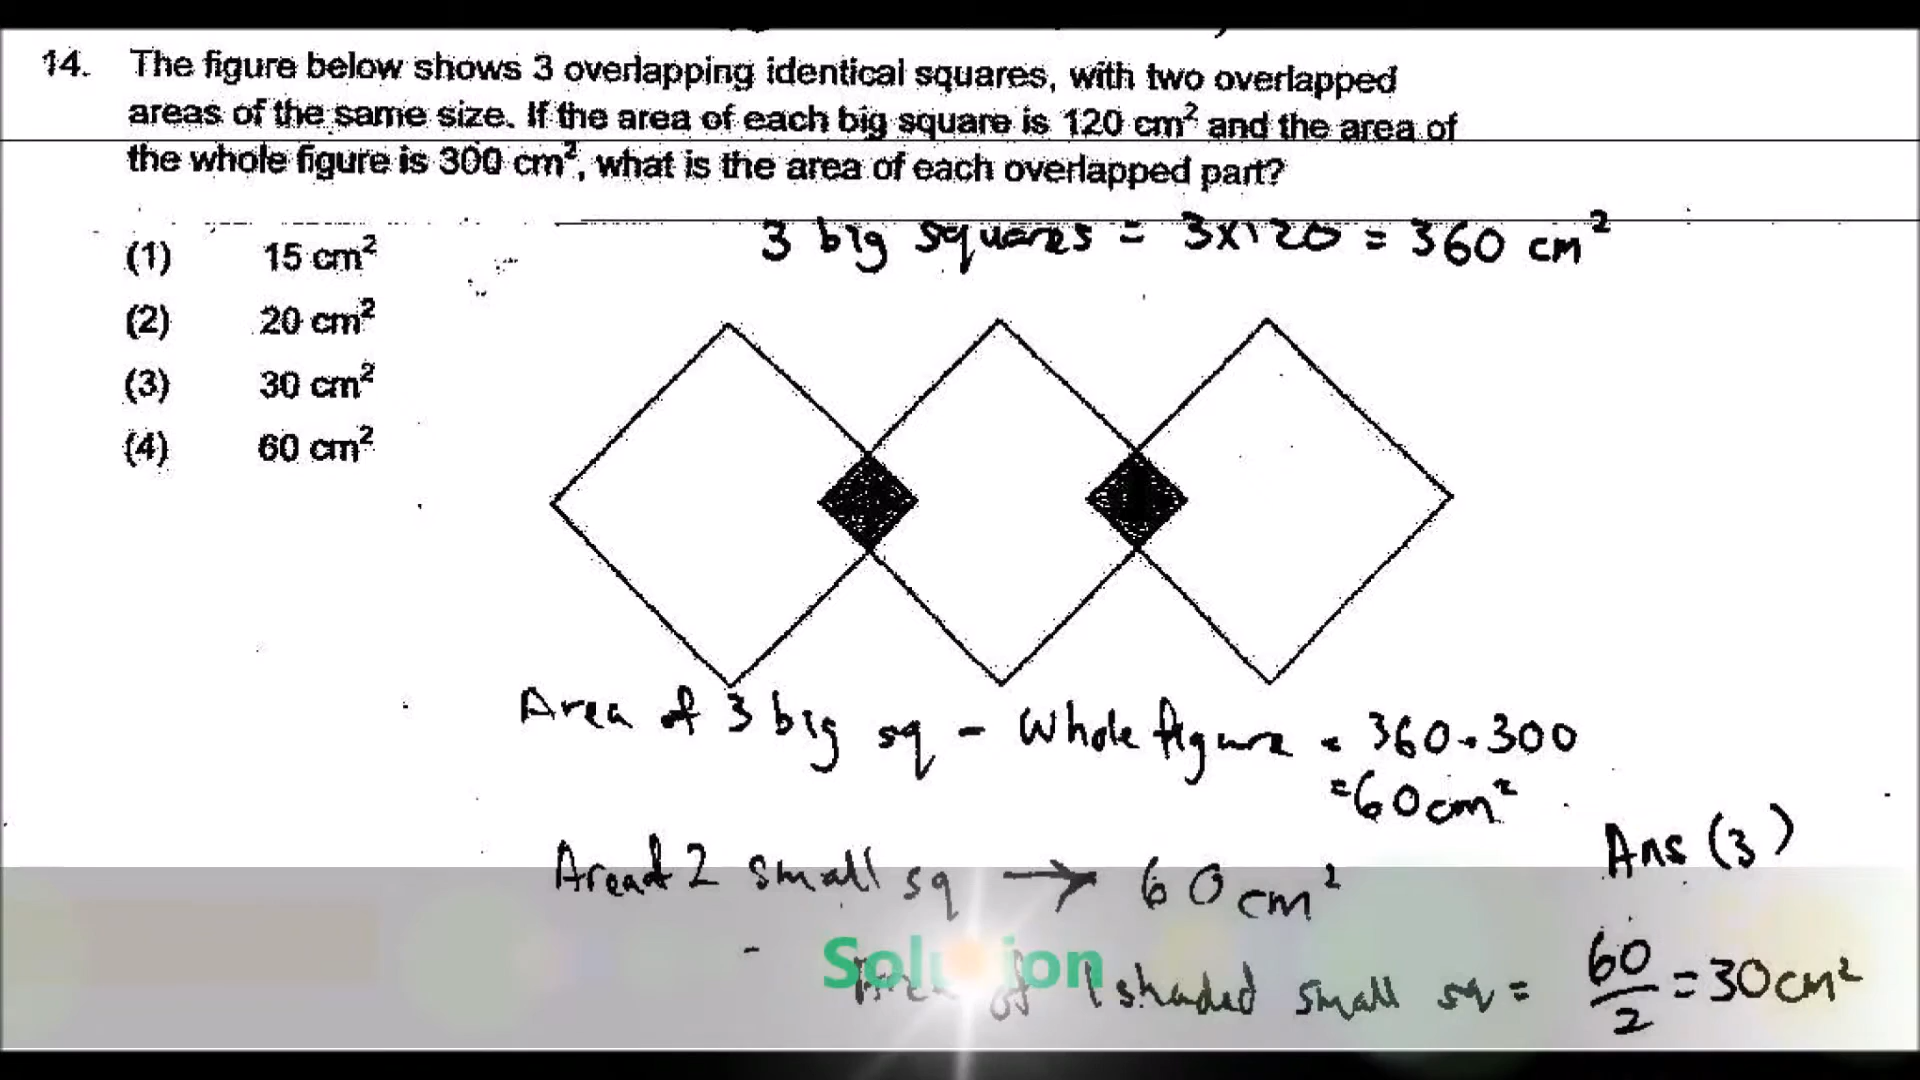 14. The figure below shows 3 overlapping identical squares, with two overlapped
areas of the same size. If the area of each big square is 120 cm² and the area of
the whole figure is 300 cm², what is the area of each overlapped part?
3 big squares = 3x120 = 360 cm²
(1) 15 cm²
(2) 20 cm²
(3) 30 cm²
(4) 60 cm²
Area of 3 big sq - Whole figure = 360-300
=60cm²
Ans (3)
Area of 2 small sq → 60cm²
Solution
Area of 1 shaded small sq = 60/2 = 30cm²